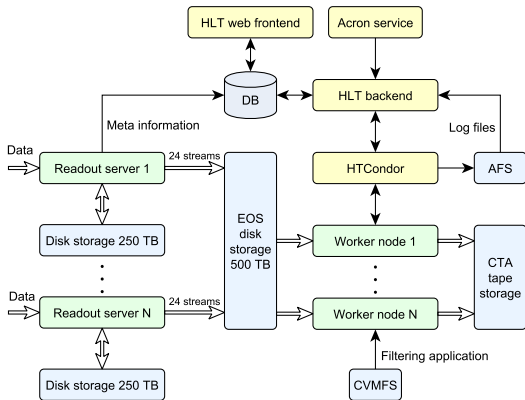 HLT web frontend
Acron service
DB
HLT backend
Meta information
Log files
Data
Readout server 1
24 streams
HTCondor
AFS
Disk storage 250 TB
EOS
disk
storage
500 TB
Worker node 1
CTA
tape
storage
Data
Readout server N
24 streams
Worker node N
Filtering application
Disk storage 250 TB
CVMFS